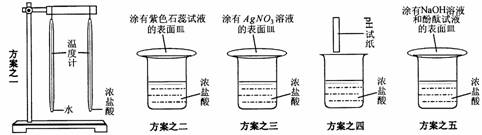 方案之一
温度计
水
浓盐酸
涂有紫色石蕊试液的表面皿
浓盐酸
方案之二
涂有AgNO₃溶液的表面皿
浓盐酸
方案之三
pH试纸
浓盐酸
方案之四
涂有NaOH溶液和酚酞试液的表面皿
浓盐酸
方案之五